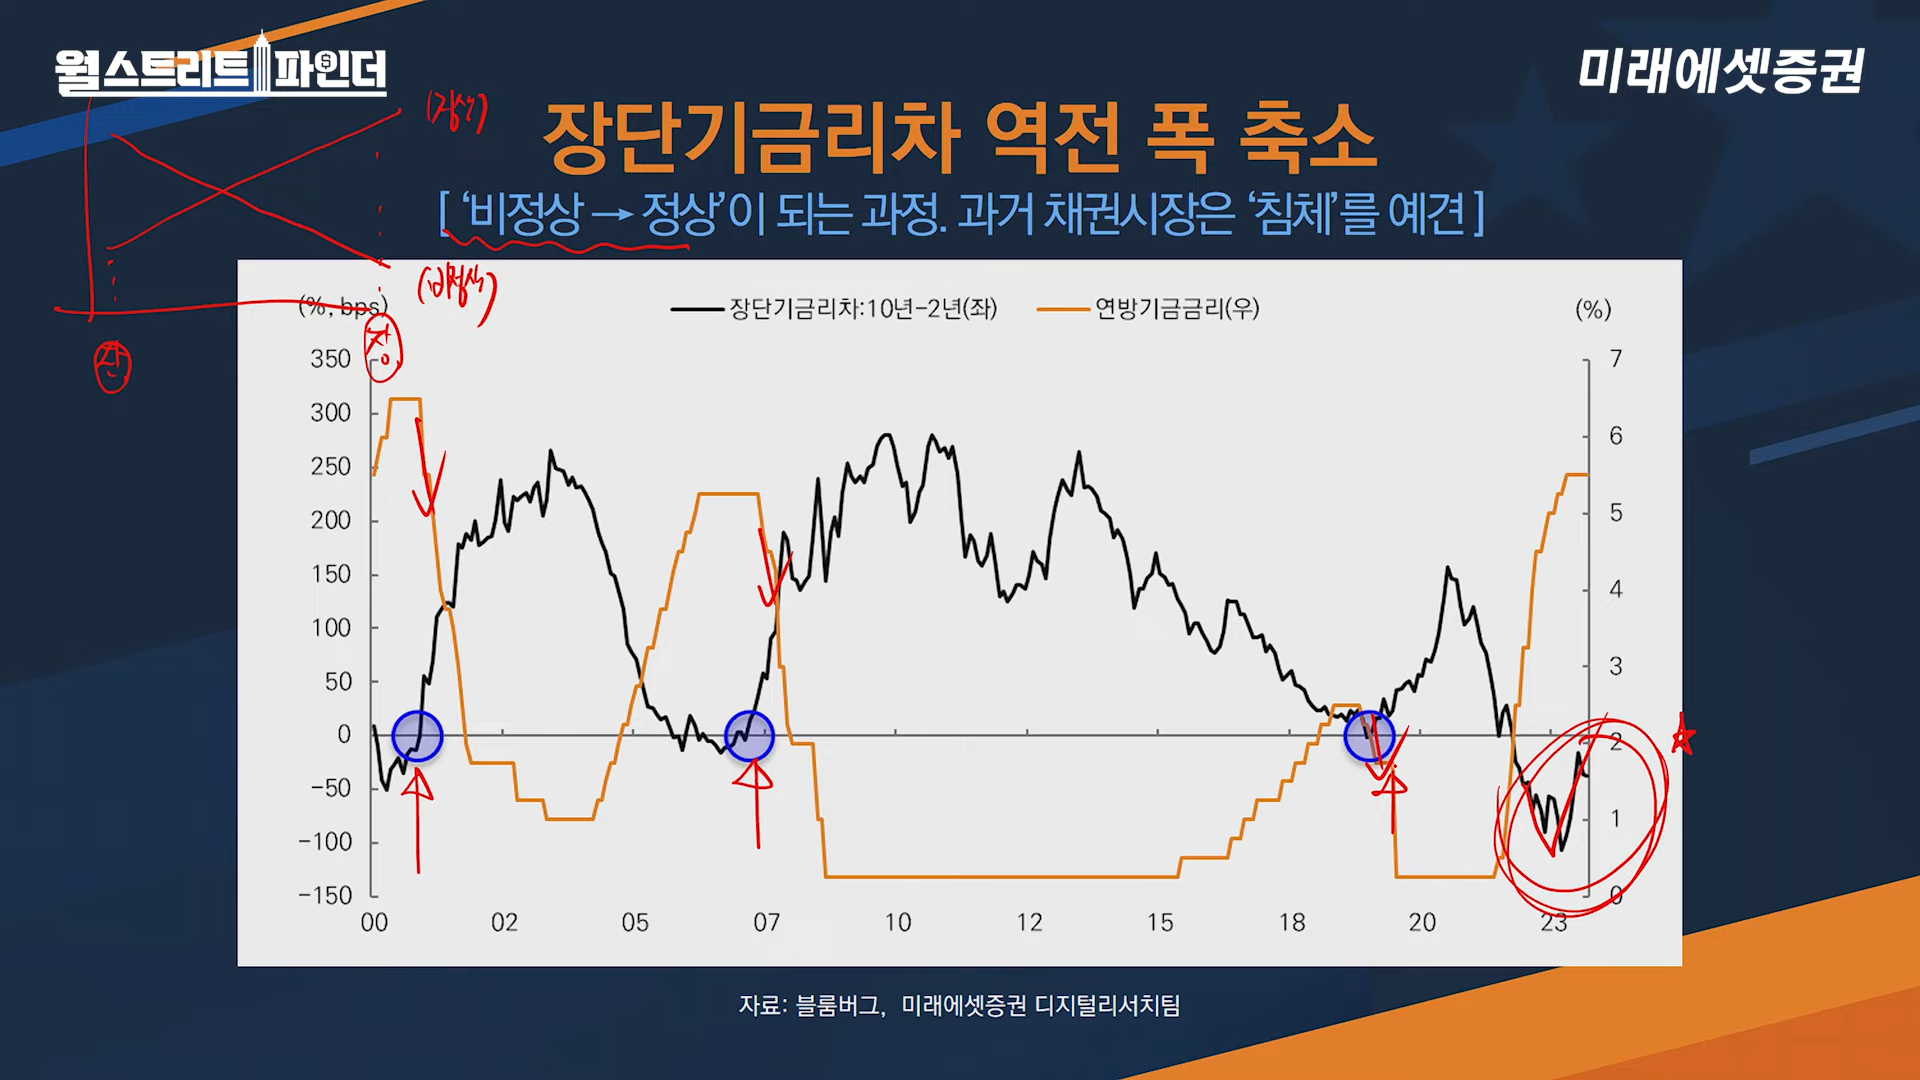 월스트리트파인더
미래에셋증권
장단기금리차 역전 폭 축소
[ ‘비정상 → 정상’이 되는 과정. 과거 채권시장은 ‘침체’를 예견 ]
(정상)
(비정상)
단
장
(%, bps)
장단기금리차:10년-2년(좌)
연방기금금리(우)
(%)
350
300
250
200
150
100
50
0
-50
-100
-150
7
6
5
4
3
2
1
0
00 02 05 07 10 12 15 18 20 23
자료: 블룸버그, 미래에셋증권 디지털리서치팀